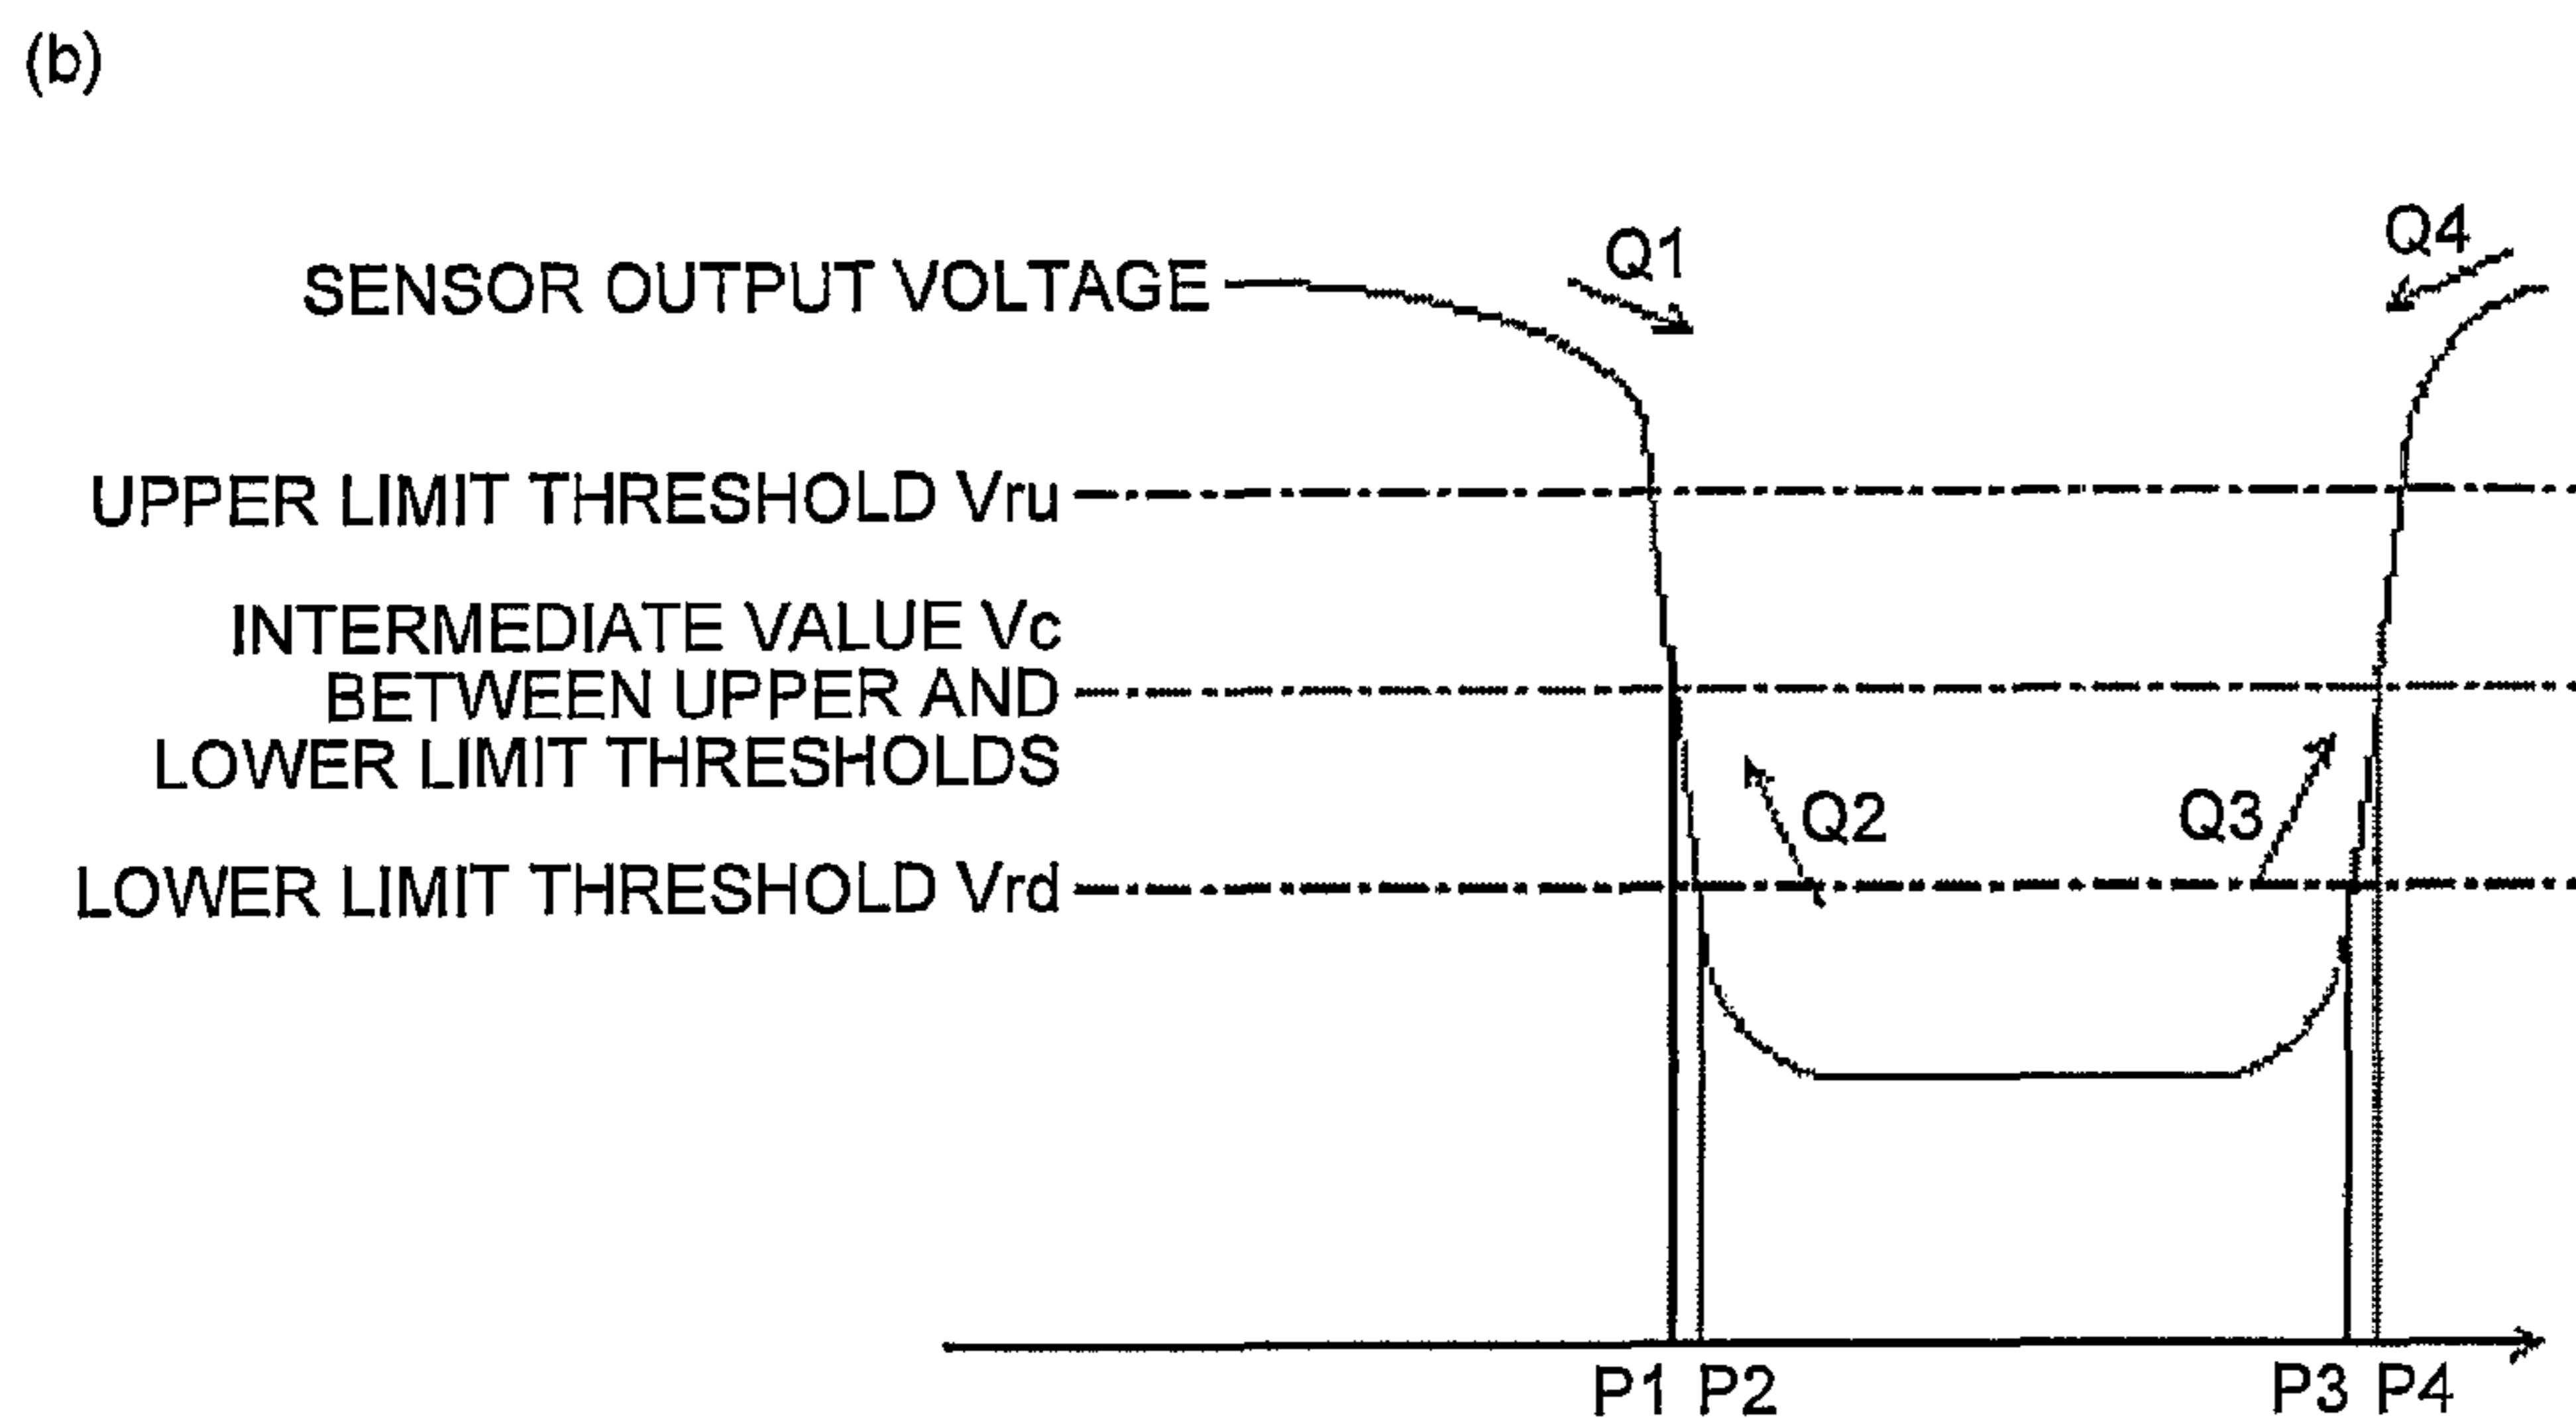 (b)
Q1
Q4
SENSOR OUTPUT VOLTAGE
UPPER LIMIT THRESHOLD Vru
INTERMEDIATE VALUE Vc
BETWEEN UPPER AND
LOWER LIMIT THRESHOLDS
Q2
Q3
LOWER LIMIT THRESHOLD Vrd
P1 P2
P3 P4